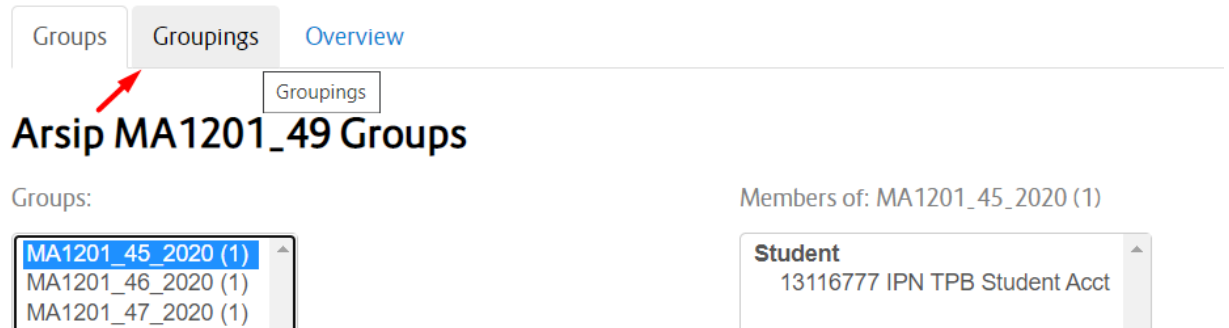 Groups Groupings Overview
Groupings
Arsip MA1201_49 Groups
Groups:
Members of: MA1201_45_2020 (1)
MA1201_45_2020 (1)
MA1201_46_2020 (1)
MA1201_47_2020 (1)
Student
13116777 IPN TPB Student Acct